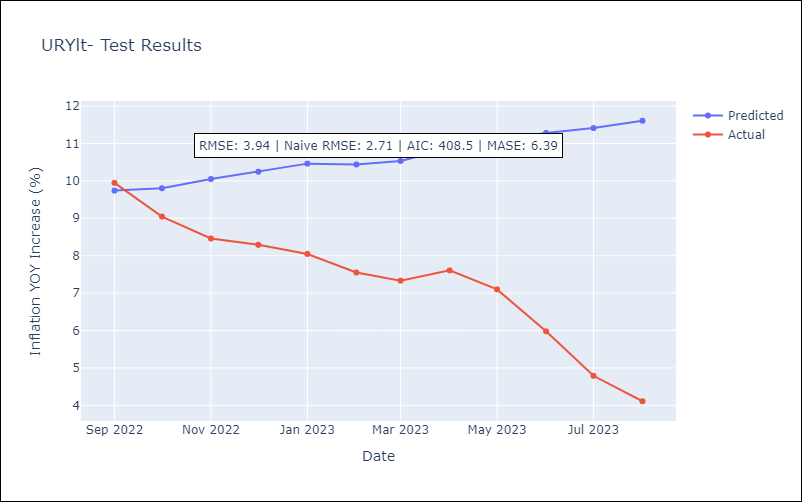 URYlt- Test Results
12
11
10
9
8
7
6
5
4
Inflation YOY Increase (%)
RMSE: 3.94 | Naive RMSE: 2.71 | AIC: 408.5 | MASE: 6.39
Predicted
Actual
Sep 2022
Nov 2022
Jan 2023
Mar 2023
May 2023
Jul 2023
Date